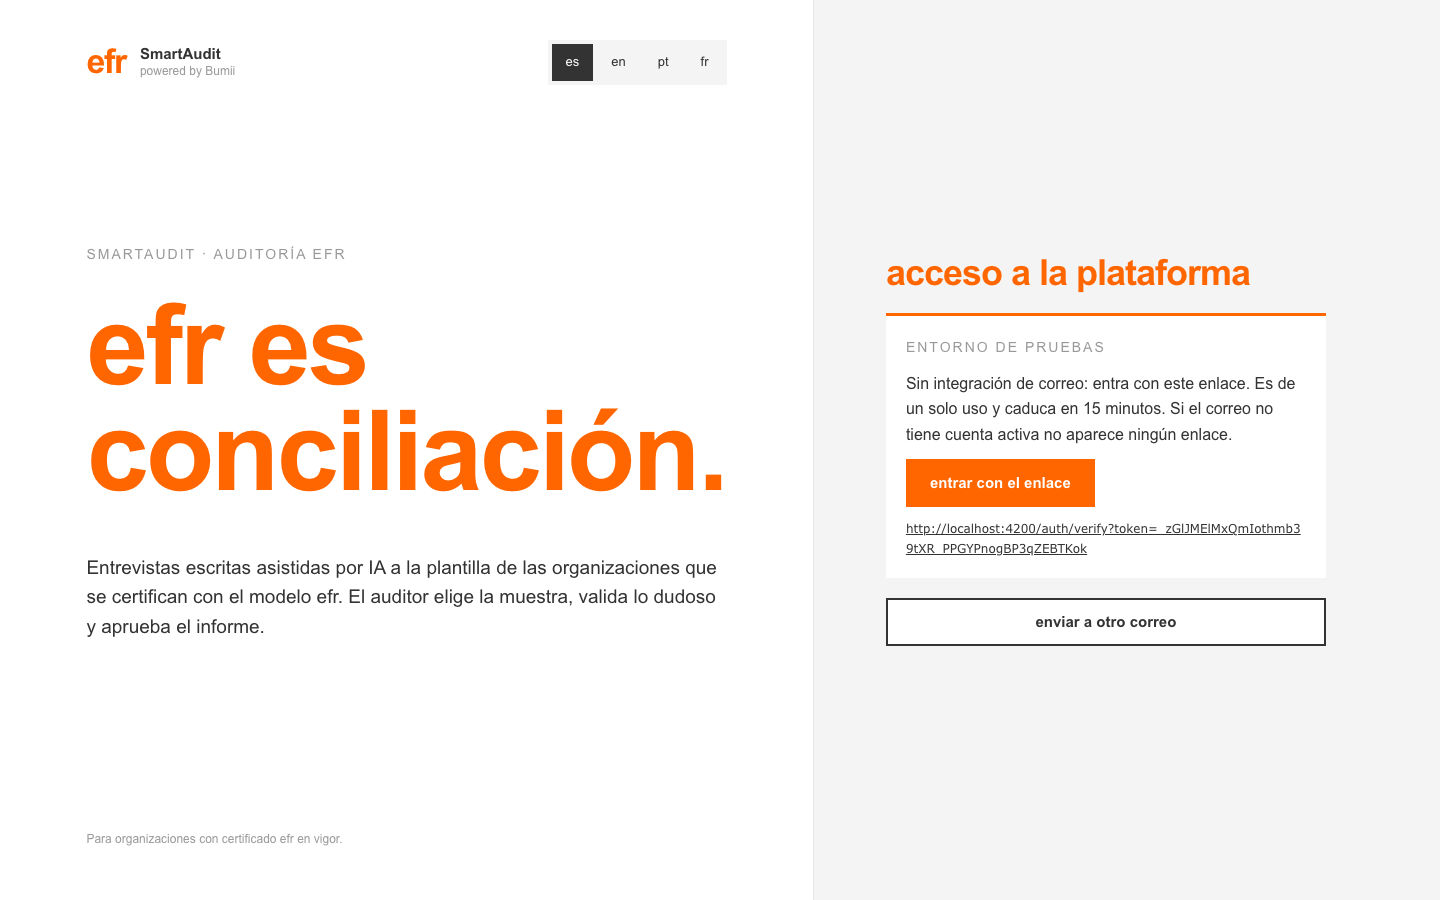 efr
SmartAudit
powered by Bumii
es en pt fr
SMARTAUDIT · AUDITORÍA EFR
efr es
conciliación.
Entrevistas escritas asistidas por IA a la plantilla de las organizaciones que
se certifican con el modelo efr. El auditor elige la muestra, valida lo dudoso
y aprueba el informe.
Para organizaciones con certificado efr en vigor.
acceso a la plataforma
ENTORNO DE PRUEBAS
Sin integración de correo: entra con este enlace. Es de
un solo uso y caduca en 15 minutos. Si el correo no
tiene cuenta activa no aparece ningún enlace.
entrar con el enlace
http://localhost:4200/auth/verify?token=_zGlJMElMxQmIothmb3
9tXR_PPGYPnogBP3qZEBTKok
enviar a otro correo